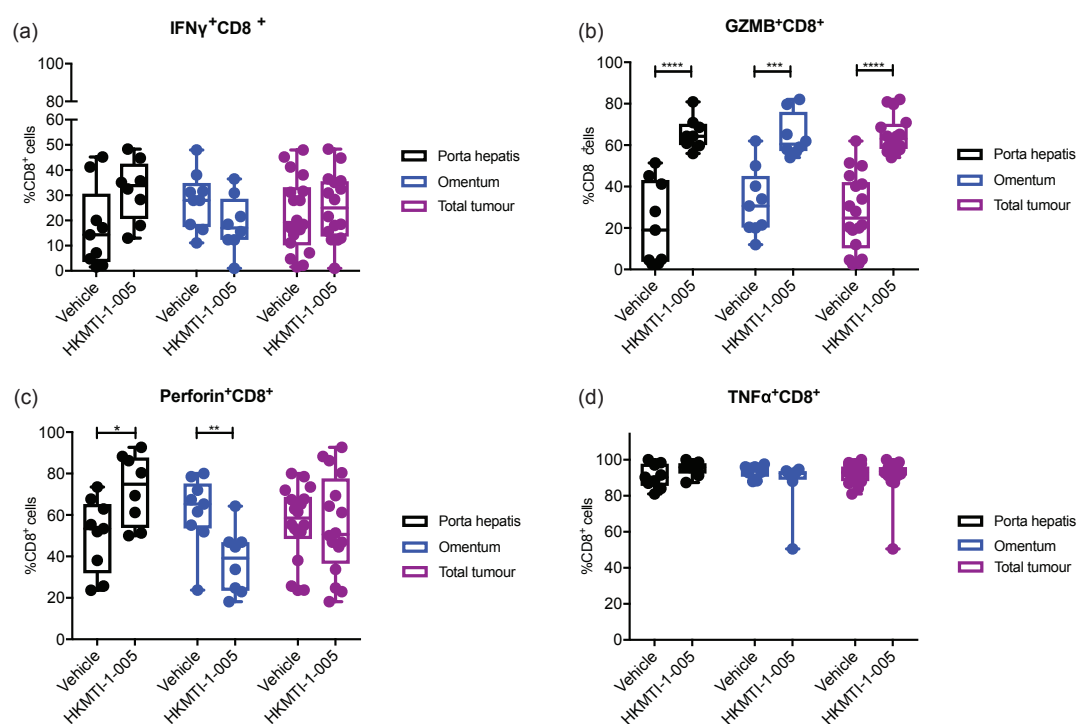 (a)
IFNγ⁺CD8 ⁺
%CD8⁺ cells
100
80
60
50
40
30
20
10
0
Vehicle
HKMTI-1-005
Vehicle
HKMTI-1-005
Vehicle
HKMTI-1-005
Porta hepatis
Omentum
Total tumour
(b)
GZMB⁺CD8⁺
%CD8⁺ cells
100
80
60
40
20
0
****
***
****
Vehicle
HKMTI-1-005
Vehicle
HKMTI-1-005
Vehicle
HKMTI-1-005
Porta hepatis
Omentum
Total tumour
(c)
Perforin⁺CD8⁺
%CD8⁺ cells
100
80
60
40
20
0
*
**
Vehicle
HKMTI-1-005
Vehicle
HKMTI-1-005
Vehicle
HKMTI-1-005
Porta hepatis
Omentum
Total tumour
(d)
TNFα⁺CD8⁺
%CD8⁺ cells
100
80
60
40
20
0
Vehicle
HKMTI-1-005
Vehicle
HKMTI-1-005
Vehicle
HKMTI-1-005
Porta hepatis
Omentum
Total tumour